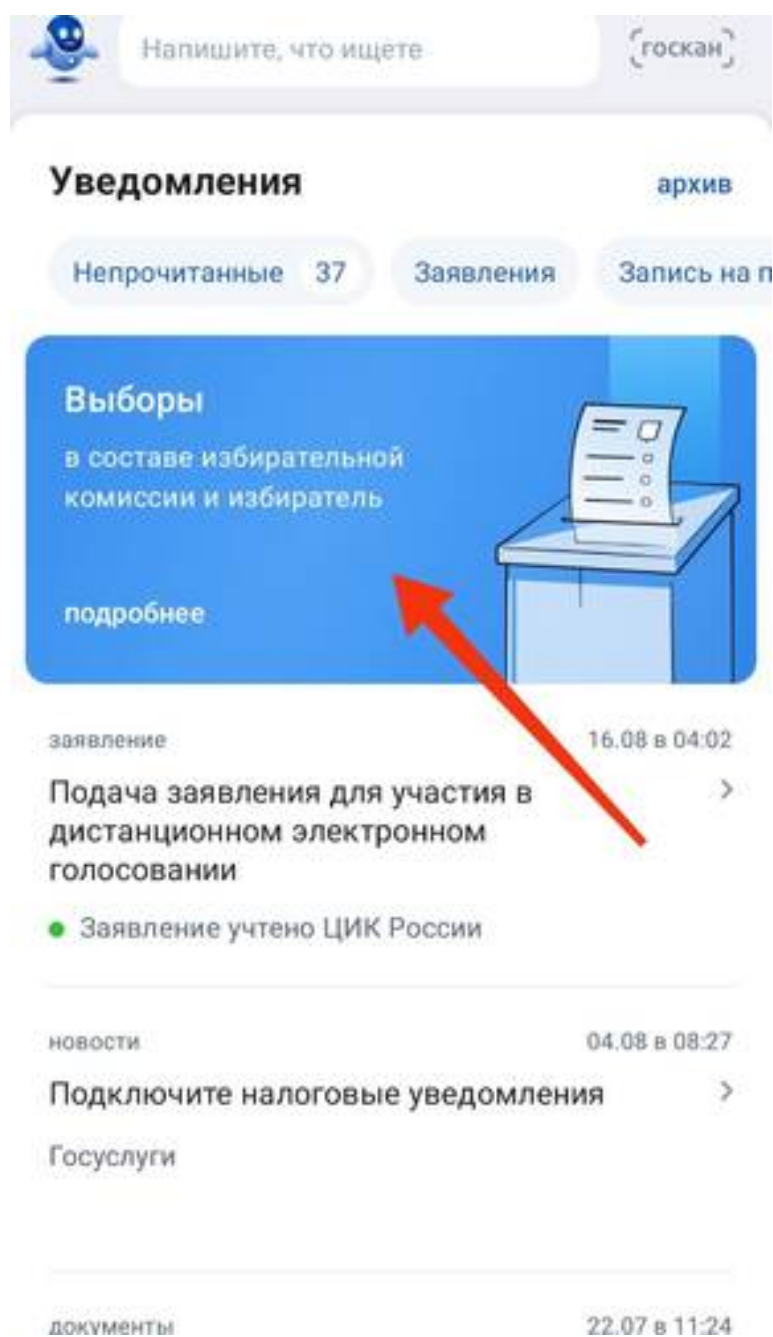 Напишите, что ищете
госкан
Уведомления
архив
Непрочитанные 37
Заявления
Запись на п
Выборы
в составе избирательной
комиссии и избиратель
подробнее
заявление
16.08 в 04:02
Подача заявления для участия в
дистанционном электронном
голосовании
Заявление учтено ЦИК России
новости
04.08 в 08:27
Подключите налоговые уведомления
Госуслуги
документы
22.07 в 11:24